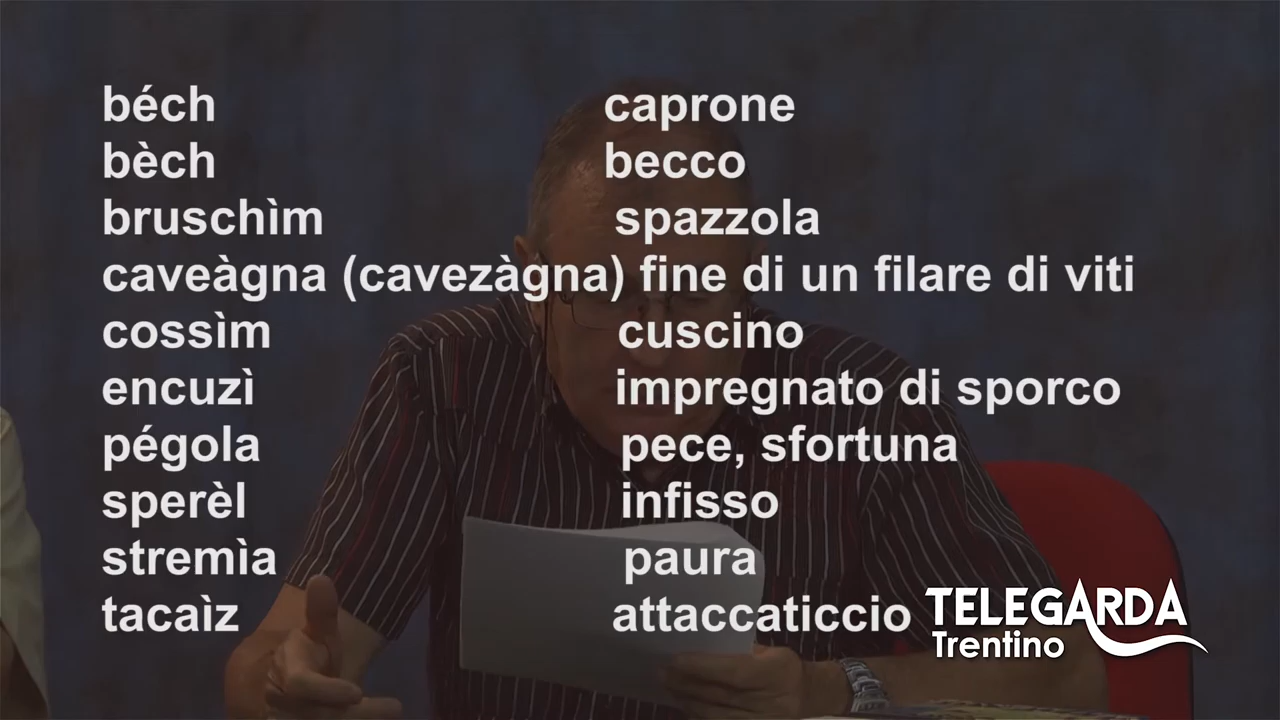 béch caprone
bèch becco
bruschìm spazzola
caveàgna (cavezàgna) fine di un filare di viti
cossìm cuscino
encuzì impregnato di sporco
pégola pece, sfortuna
sperèl infisso
stremìa paura
tacaìz attaccaticcio
TELEGARDA
Trentino